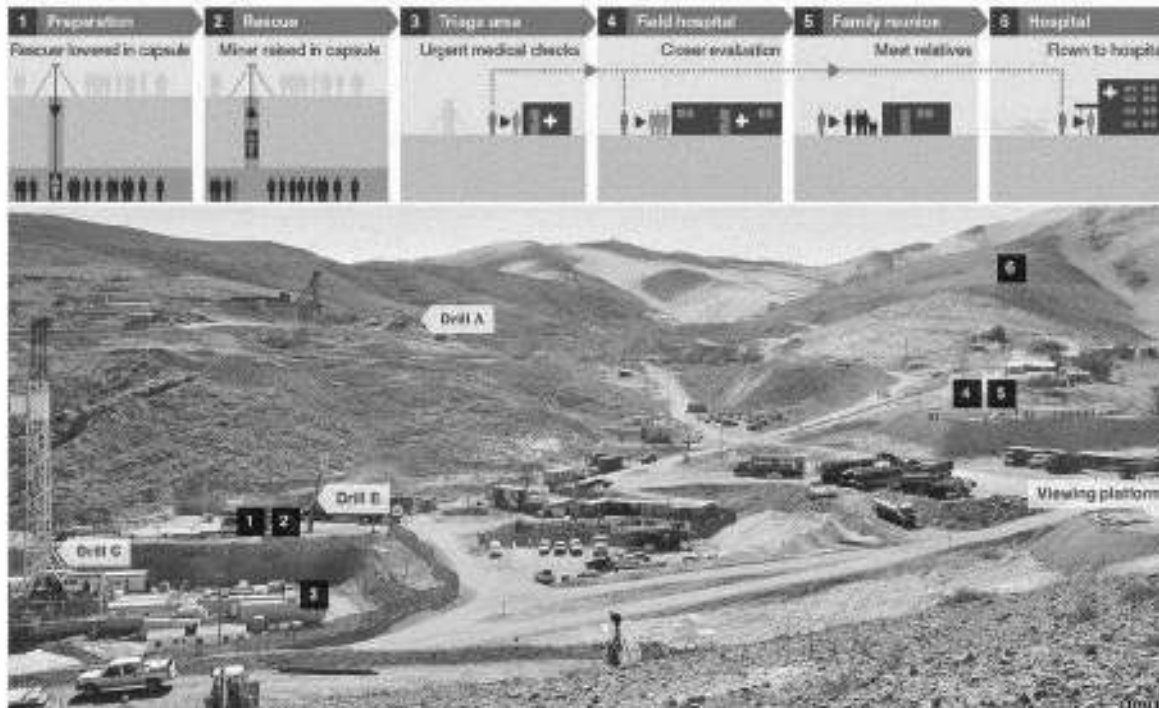 1 Preparation
Rescuer lowered in capsule
2 Rescue
Miner raised in capsule
3 Triage area
Urgent medical checks
4 Field hospital
Closer evaluation
5 Family reunion
Meet relatives
6 Hospital
Flown to hospital
6
Drill A
4 5
Drill B
Viewing platform
1 2
Drill C
3